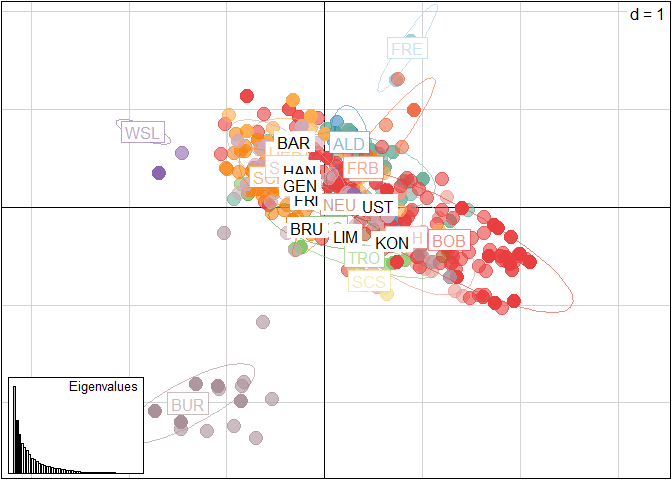 d = 1
FRE
WSL
BAR
ALD
HAN
FRB
GEN
FRI
NEU
UST
BRU
LIM
KON
BOB
TRO
SCS
Eigenvalues
BUR